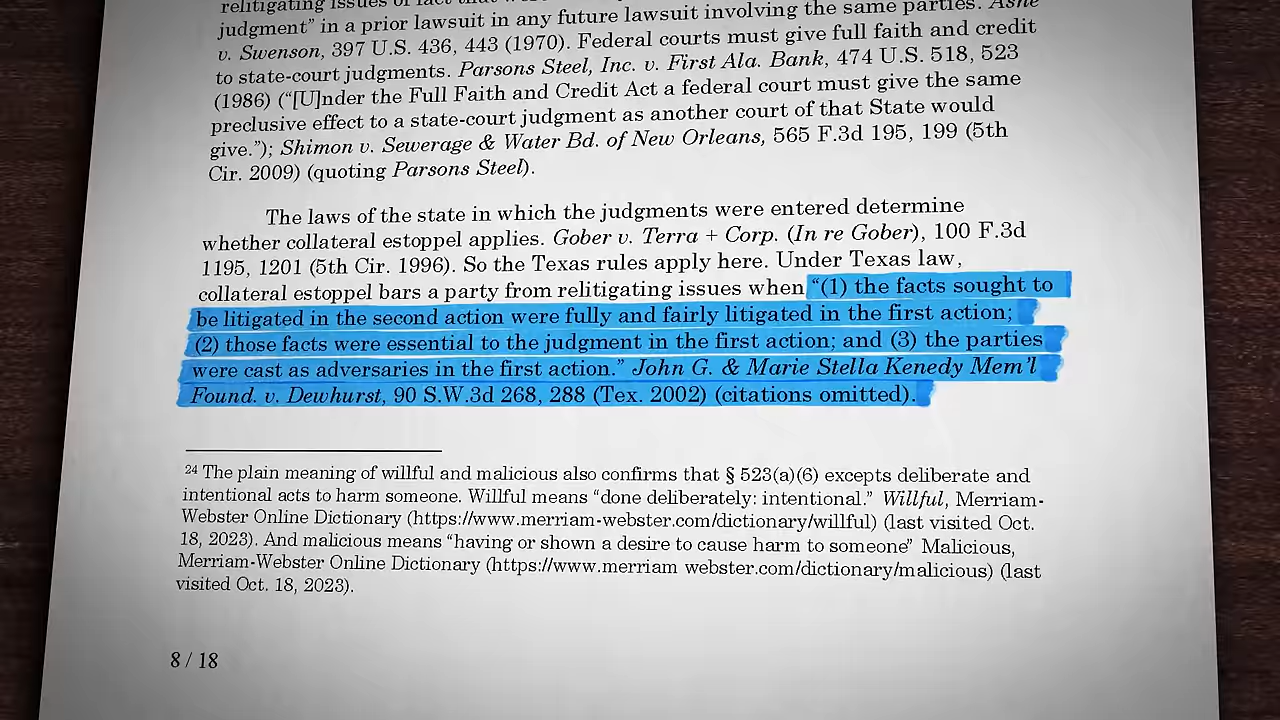 relitigating issues of fact that
judgment” in a prior lawsuit in any future lawsuit involving the same parties. Ashe
v. Swenson, 397 U.S. 436, 443 (1970). Federal courts must give full faith and credit
to state-court judgments. Parsons Steel, Inc. v. First Ala. Bank, 474 U.S. 518, 523
(1986) (“[U]nder the Full Faith and Credit Act a federal court must give the same
preclusive effect to a state-court judgment as another court of that State would
give.”); Shimon v. Sewerage & Water Bd. of New Orleans, 565 F.3d 195, 199 (5th
Cir. 2009) (quoting Parsons Steel).
The laws of the state in which the judgments were entered determine
whether collateral estoppel applies. Gober v. Terra + Corp. (In re Gober), 100 F.3d
1195, 1201 (5th Cir. 1996). So the Texas rules apply here. Under Texas law,
collateral estoppel bars a party from relitigating issues when “(1) the facts sought to
be litigated in the second action were fully and fairly litigated in the first action;
(2) those facts were essential to the judgment in the first action; and (3) the parties
were cast as adversaries in the first action.” John G. & Marie Stella Kenedy Mem’l
Found. v. Dewhurst, 90 S.W.3d 268, 288 (Tex. 2002) (citations omitted).
24 The plain meaning of willful and malicious also confirms that § 523(a)(6) excepts deliberate and
intentional acts to harm someone. Willful means “done deliberately: intentional.” Willful, Merriam-
Webster Online Dictionary (https://www.merriam-webster.com/dictionary/willful) (last visited Oct.
18, 2023). And malicious means “having or shown a desire to cause harm to someone” Malicious,
Merriam-Webster Online Dictionary (https://www.merriam webster.com/dictionary/malicious) (last
visited Oct. 18, 2023).
8 / 18